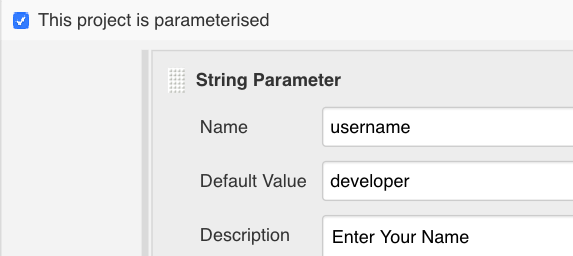 This project is parameterised
String Parameter
Name username
Default Value developer
Description Enter Your Name